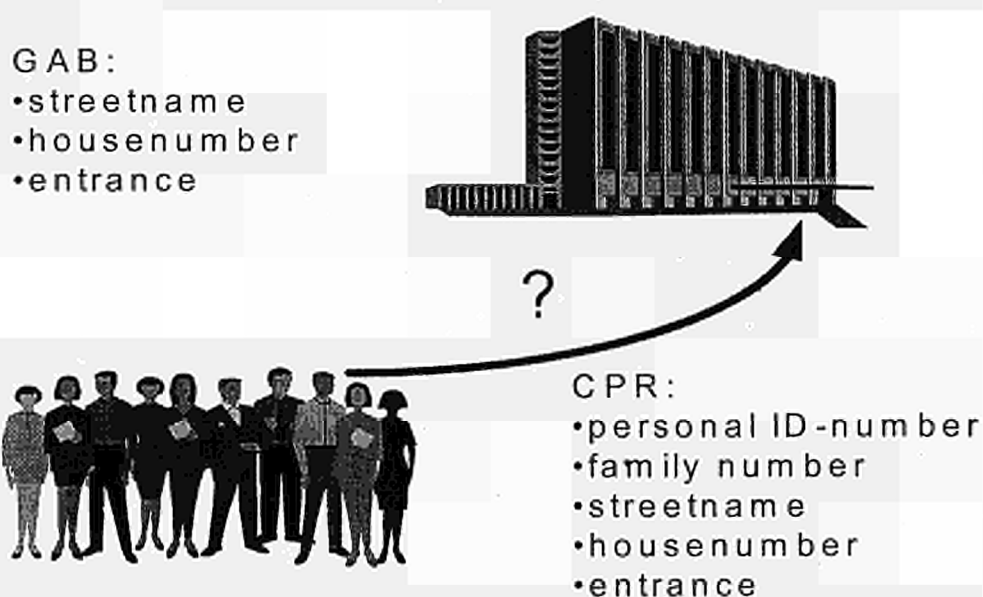 GAB:
•streetname
•housenumber
•entrance
?
CPR:
•personal ID-number
•family number
•streetname
•housenumber
•entrance